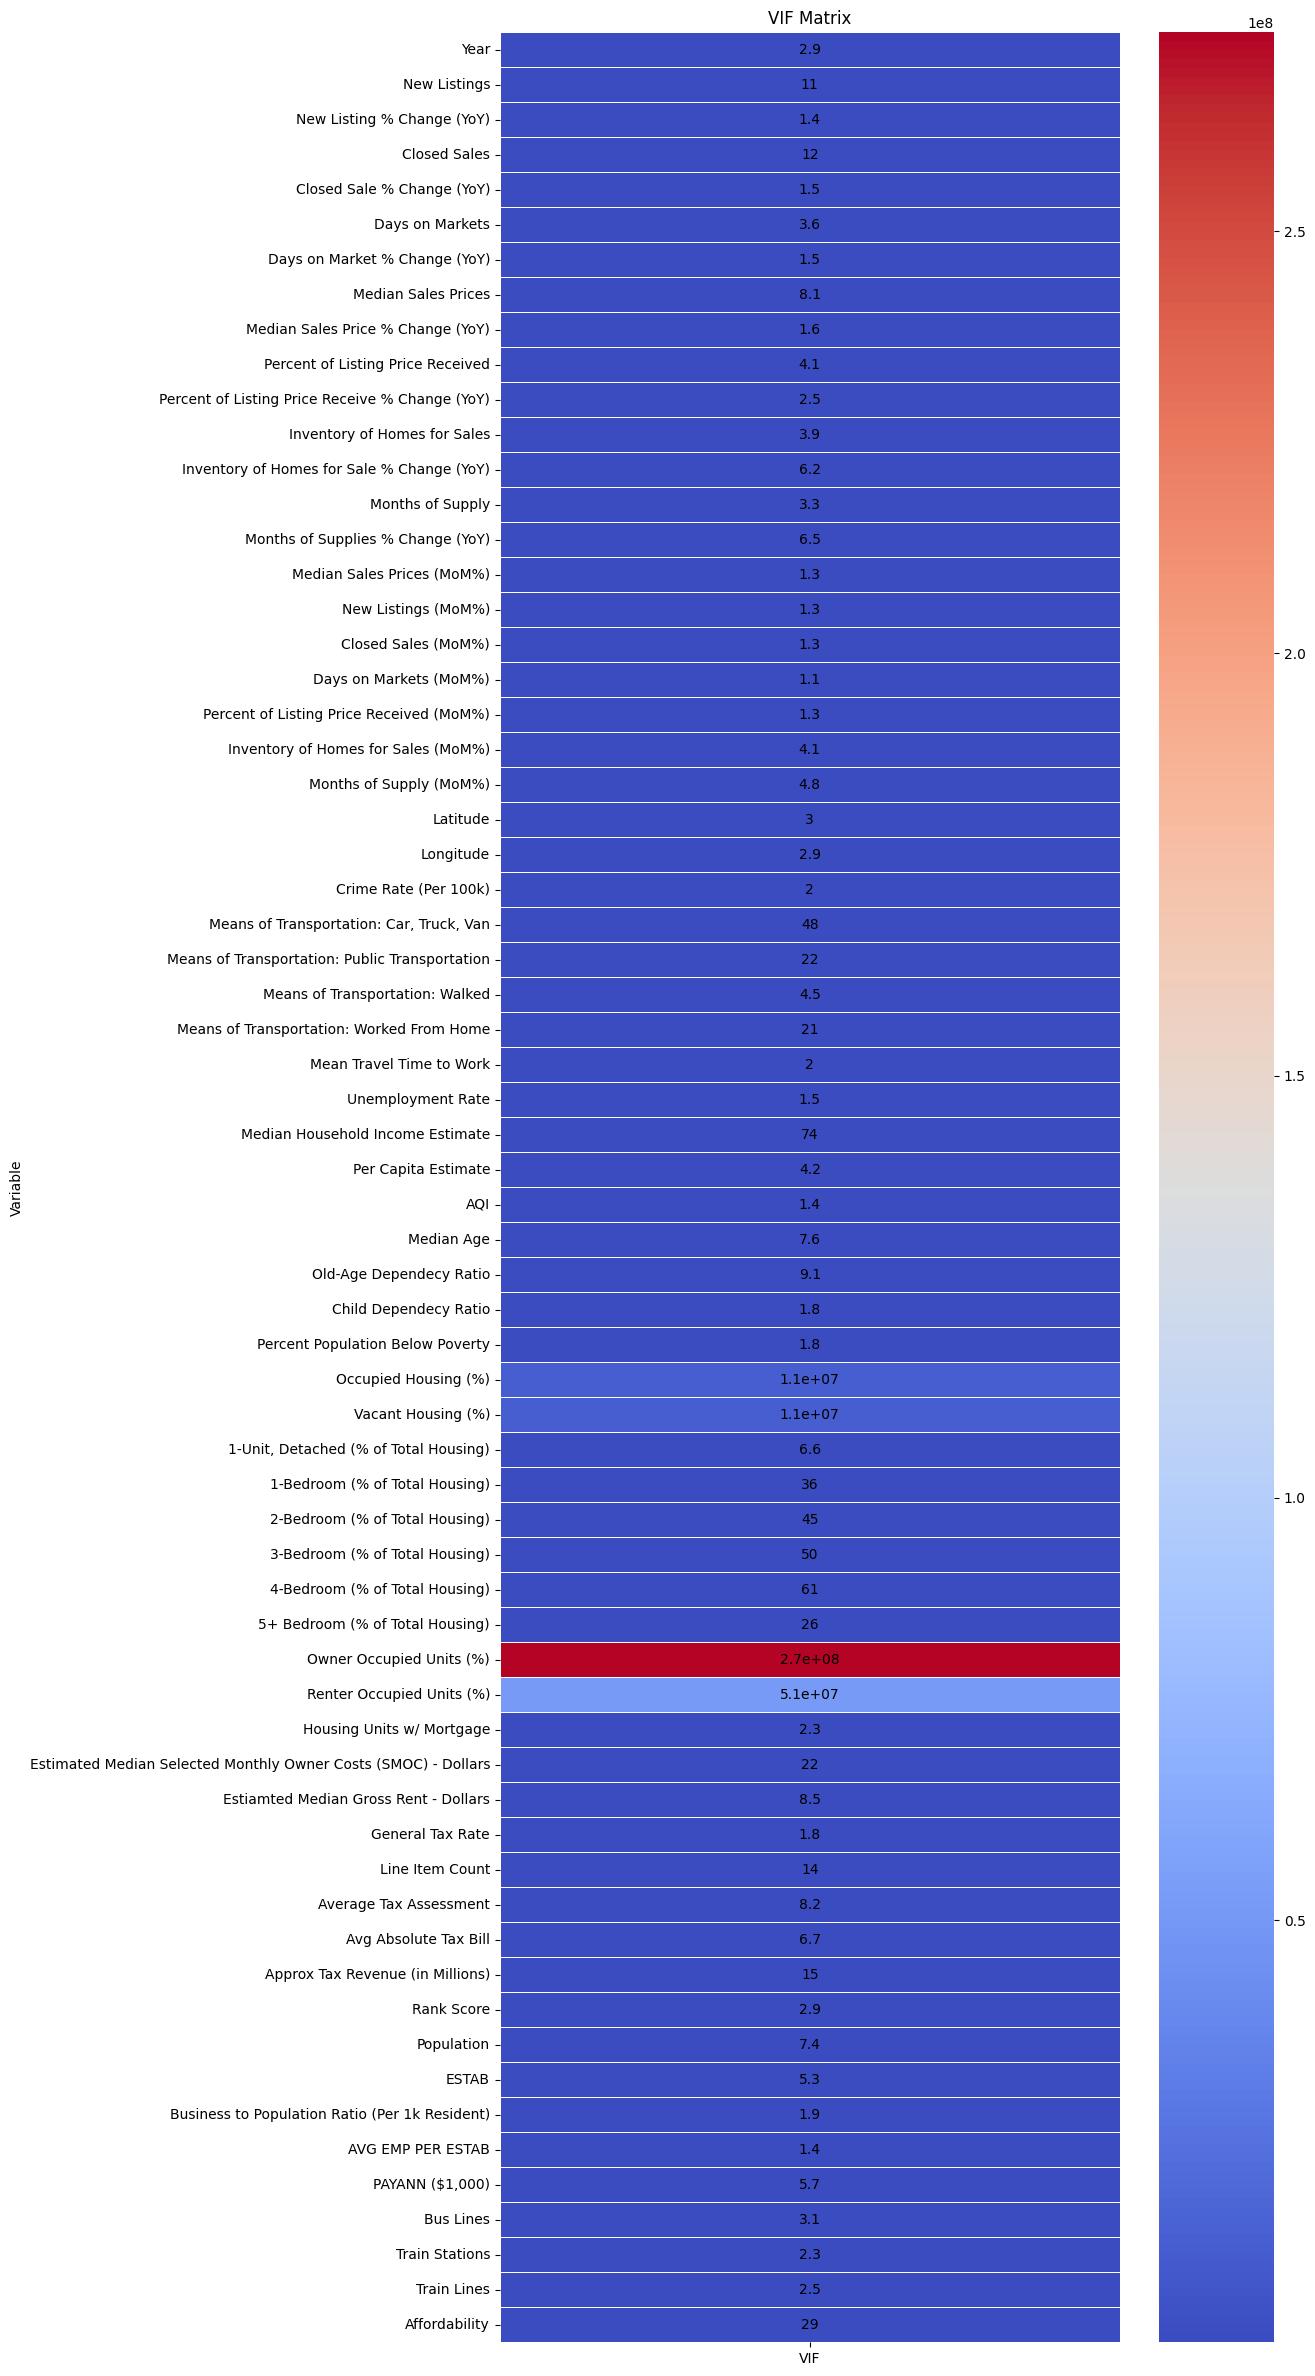 VIF Matrix
1e8
Year 2.9
New Listings 11
New Listing % Change (YoY) 1.4
Closed Sales 12
Closed Sale % Change (YoY) 1.5
Days on Markets 3.6
2.5
Days on Market % Change (YoY) 1.5
Median Sales Prices 8.1
Median Sales Price % Change (YoY) 1.6
Percent of Listing Price Received 4.1
Percent of Listing Price Receive % Change (YoY) 2.5
Inventory of Homes for Sales 3.9
Inventory of Homes for Sale % Change (YoY) 6.2
Months of Supply 3.3
Months of Supplies % Change (YoY) 6.5
Median Sales Prices (MoM%) 1.3
New Listings (MoM%) 1.3
Closed Sales (MoM%) 1.3
2.0
Days on Markets (MoM%) 1.1
Percent of Listing Price Received (MoM%) 1.3
Inventory of Homes for Sales (MoM%) 4.1
Months of Supply (MoM%) 4.8
Latitude 3
Longitude 2.9
Crime Rate (Per 100k) 2
Means of Transportation: Car, Truck, Van 48
Means of Transportation: Public Transportation 22
Means of Transportation: Walked 4.5
Means of Transportation: Worked From Home 21
Mean Travel Time to Work 2
1.5
Unemployment Rate 1.5
Median Household Income Estimate 74
Per Capita Estimate 4.2
Variable
AQI 1.4
Median Age 7.6
Old-Age Dependecy Ratio 9.1
Child Dependecy Ratio 1.8
Percent Population Below Poverty 1.8
Occupied Housing (%) 1.1e+07
Vacant Housing (%) 1.1e+07
1-Unit, Detached (% of Total Housing) 6.6
1-Bedroom (% of Total Housing) 36
1.0
2-Bedroom (% of Total Housing) 45
3-Bedroom (% of Total Housing) 50
4-Bedroom (% of Total Housing) 61
5+ Bedroom (% of Total Housing) 26
Owner Occupied Units (%) 2.7e+08
Renter Occupied Units (%) 5.1e+07
Housing Units w/ Mortgage 2.3
Estimated Median Selected Monthly Owner Costs (SMOC) - Dollars 22
Estiamted Median Gross Rent - Dollars 8.5
General Tax Rate 1.8
Line Item Count 14
Average Tax Assessment 8.2
0.5
Avg Absolute Tax Bill 6.7
Approx Tax Revenue (in Millions) 15
Rank Score 2.9
Population 7.4
ESTAB 5.3
Business to Population Ratio (Per 1k Resident) 1.9
AVG EMP PER ESTAB 1.4
PAYANN ($1,000) 5.7
Bus Lines 3.1
Train Stations 2.3
Train Lines 2.5
Affordability 29
VIF